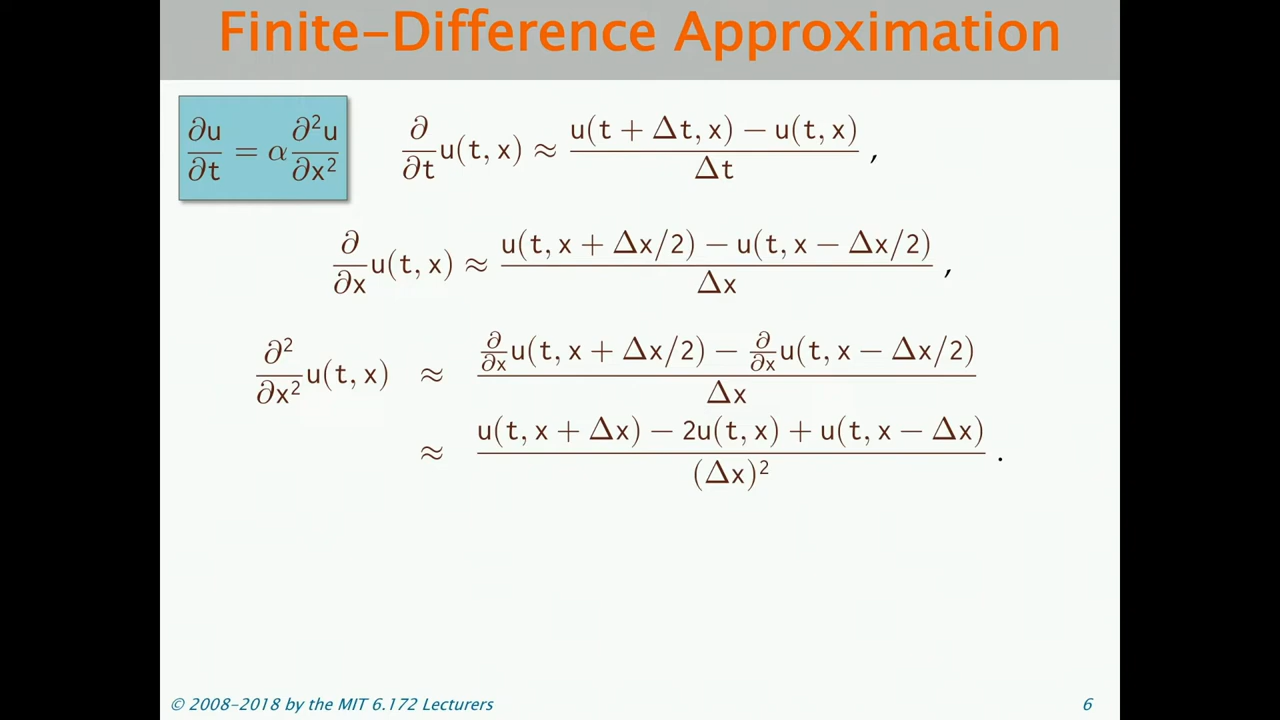 Finite-Difference Approximation
∂u/∂t = α ∂²u/∂x²
∂/∂t u(t, x) ≈ (u(t + Δt, x) − u(t, x)) / Δt ,
∂/∂x u(t, x) ≈ (u(t, x + Δx/2) − u(t, x − Δx/2)) / Δx ,
∂²/∂x² u(t, x) ≈ (∂/∂x u(t, x + Δx/2) − ∂/∂x u(t, x − Δx/2)) / Δx
≈ (u(t, x + Δx) − 2u(t, x) + u(t, x − Δx)) / (Δx)² .
© 2008-2018 by the MIT 6.172 Lecturers
6